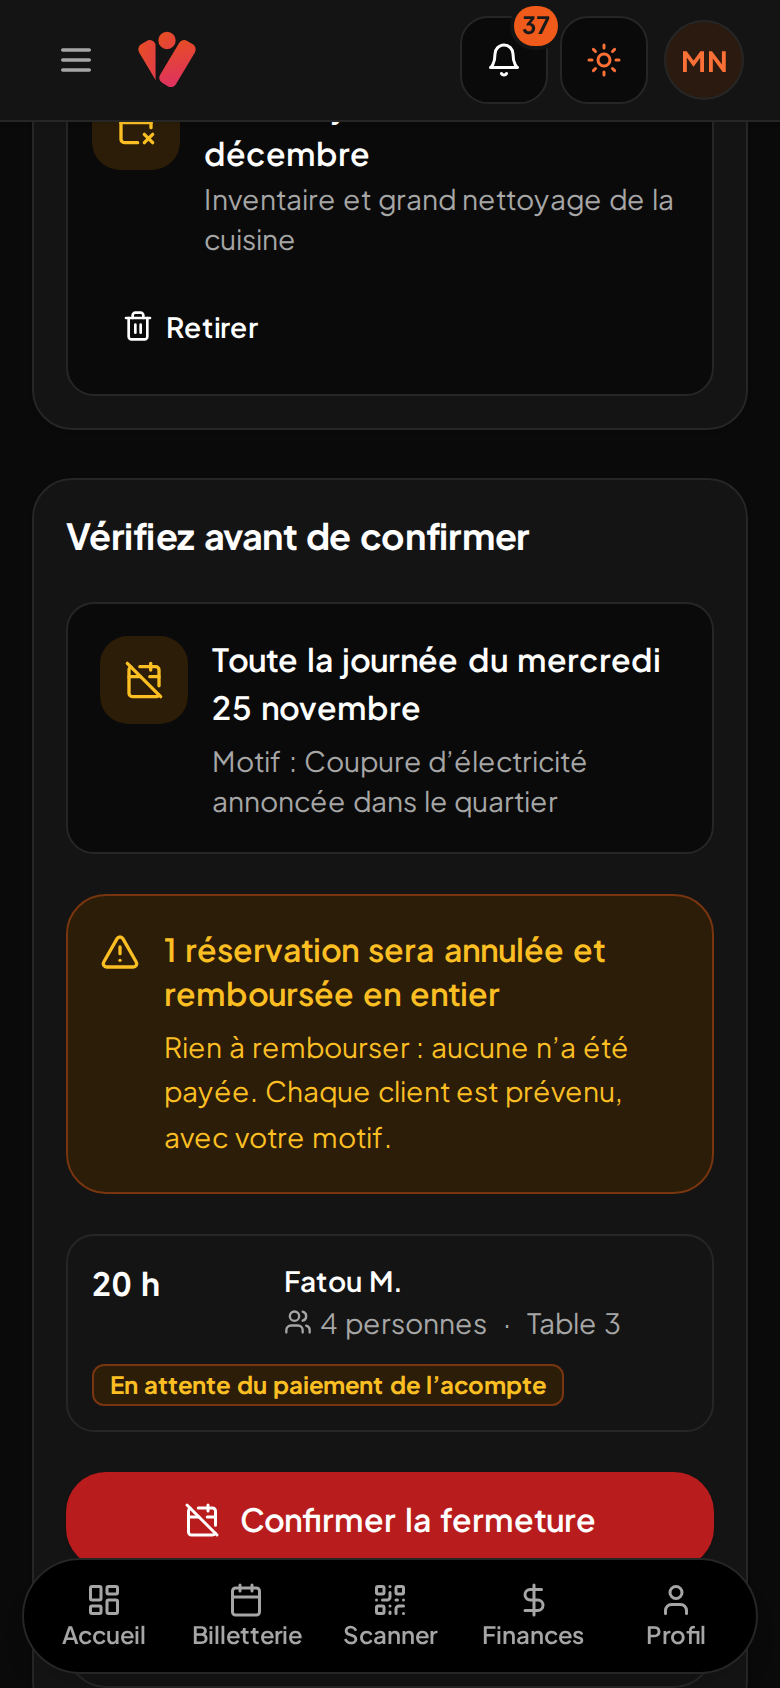 37
MN
décembre
Inventaire et grand nettoyage de la
cuisine
Retirer
Vérifiez avant de confirmer
Toute la journée du mercredi
25 novembre
Motif : Coupure d’électricité
annoncée dans le quartier
1 réservation sera annulée et
remboursée en entier
Rien à rembourser : aucune n’a été
payée. Chaque client est prévenu,
avec votre motif.
20 h
Fatou M.
4 personnes · Table 3
En attente du paiement de l’acompte
Confirmer la fermeture
Accueil
Billetterie
Scanner
Finances
Profil